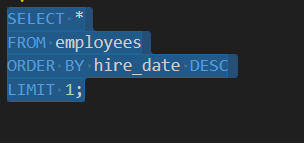 SELECT *
FROM employees
ORDER BY hire_date DESC
LIMIT 1;